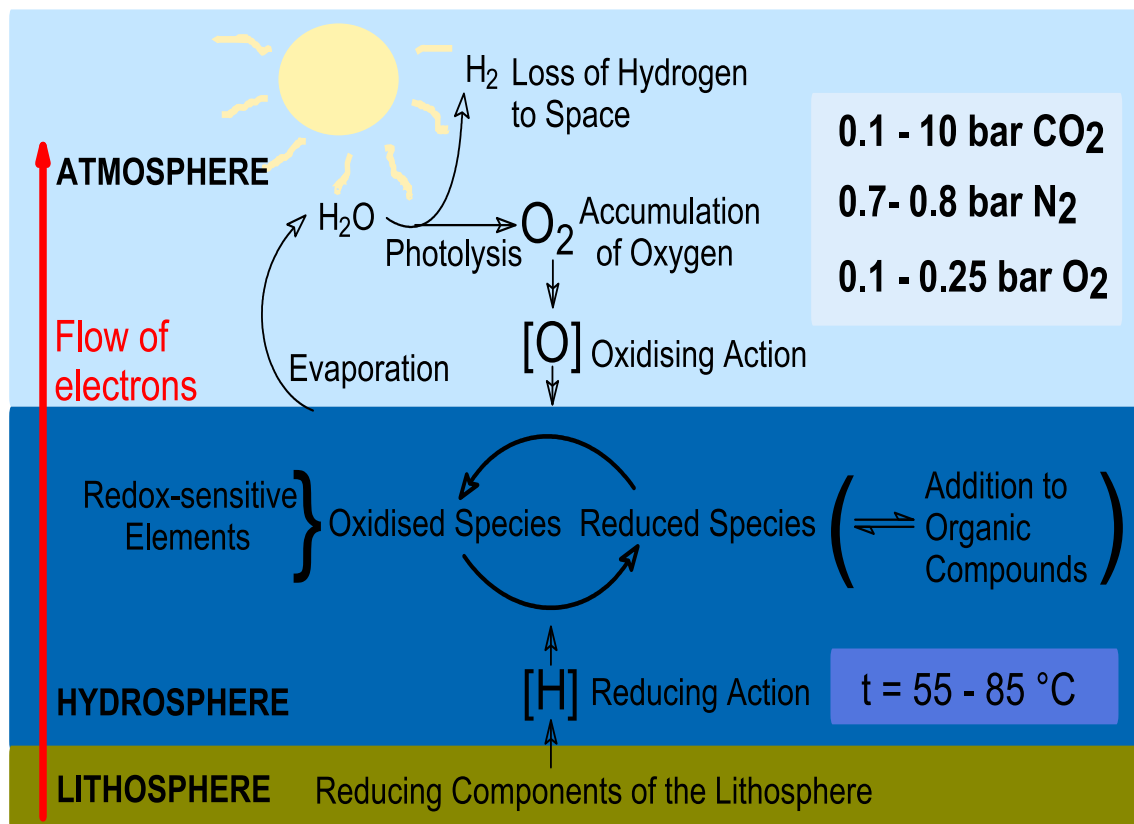 H₂ Loss of Hydrogen
to Space
0.1 - 10 bar CO₂
0.7- 0.8 bar N₂
0.1 - 0.25 bar O₂
ATMOSPHERE
H₂O
Photolysis
O₂
Accumulation
of Oxygen
Flow of
electrons
Evaporation
[O] Oxidising Action
Redox-sensitive
Elements
}
Oxidised Species
Reduced Species
( ⇌
Addition to
Organic
Compounds
)
HYDROSPHERE
[H] Reducing Action
t = 55 - 85 °C
LITHOSPHERE
Reducing Components of the Lithosphere